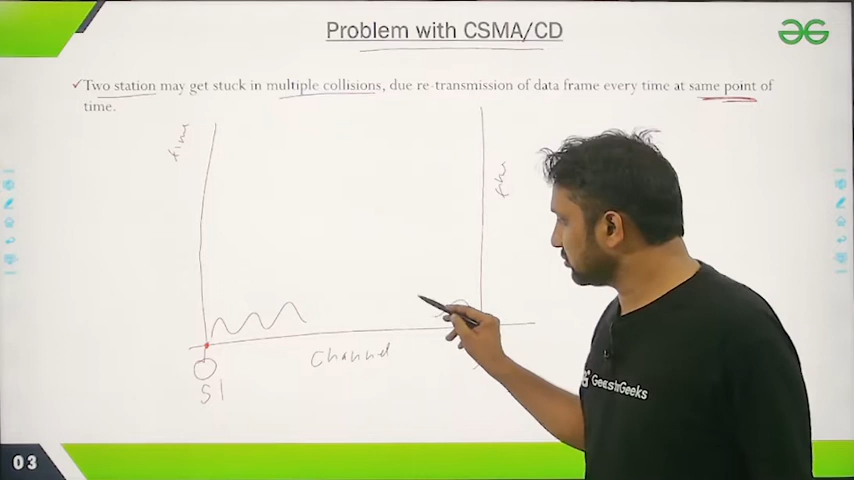 Problem with CSMA/CD
✓Two station may get stuck in multiple collisions, due re-transmission of data frame every time at same point of
time.
time
time
Channel
S1
GeeksforGeeks
03